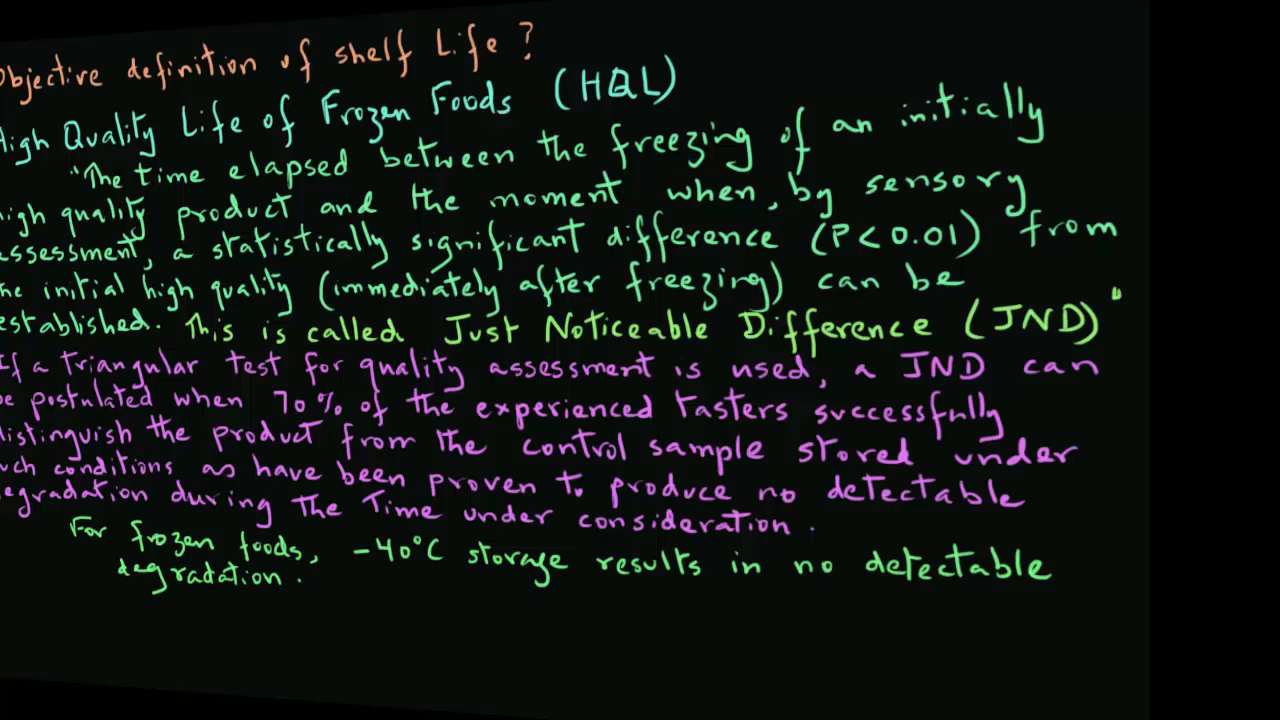 Objective definition of shelf Life ?
High Quality Life of Frozen Foods (HQL)
"The time elapsed between the freezing of an initially
high quality product and the moment when, by sensory
assessment, a statistically significant difference (P < 0.01) from
the initial high quality (immediately after freezing) can be
established. This is called Just Noticeable Difference (JND)"
If a triangular test for quality assessment is used, a JND can
be postulated when 70% of the experienced tasters successfully
distinguish the product from the control sample stored under
such conditions as have been proven to produce no detectable
degradation during the time under consideration.
For frozen foods, -40°C storage results in no detectable
degradation.